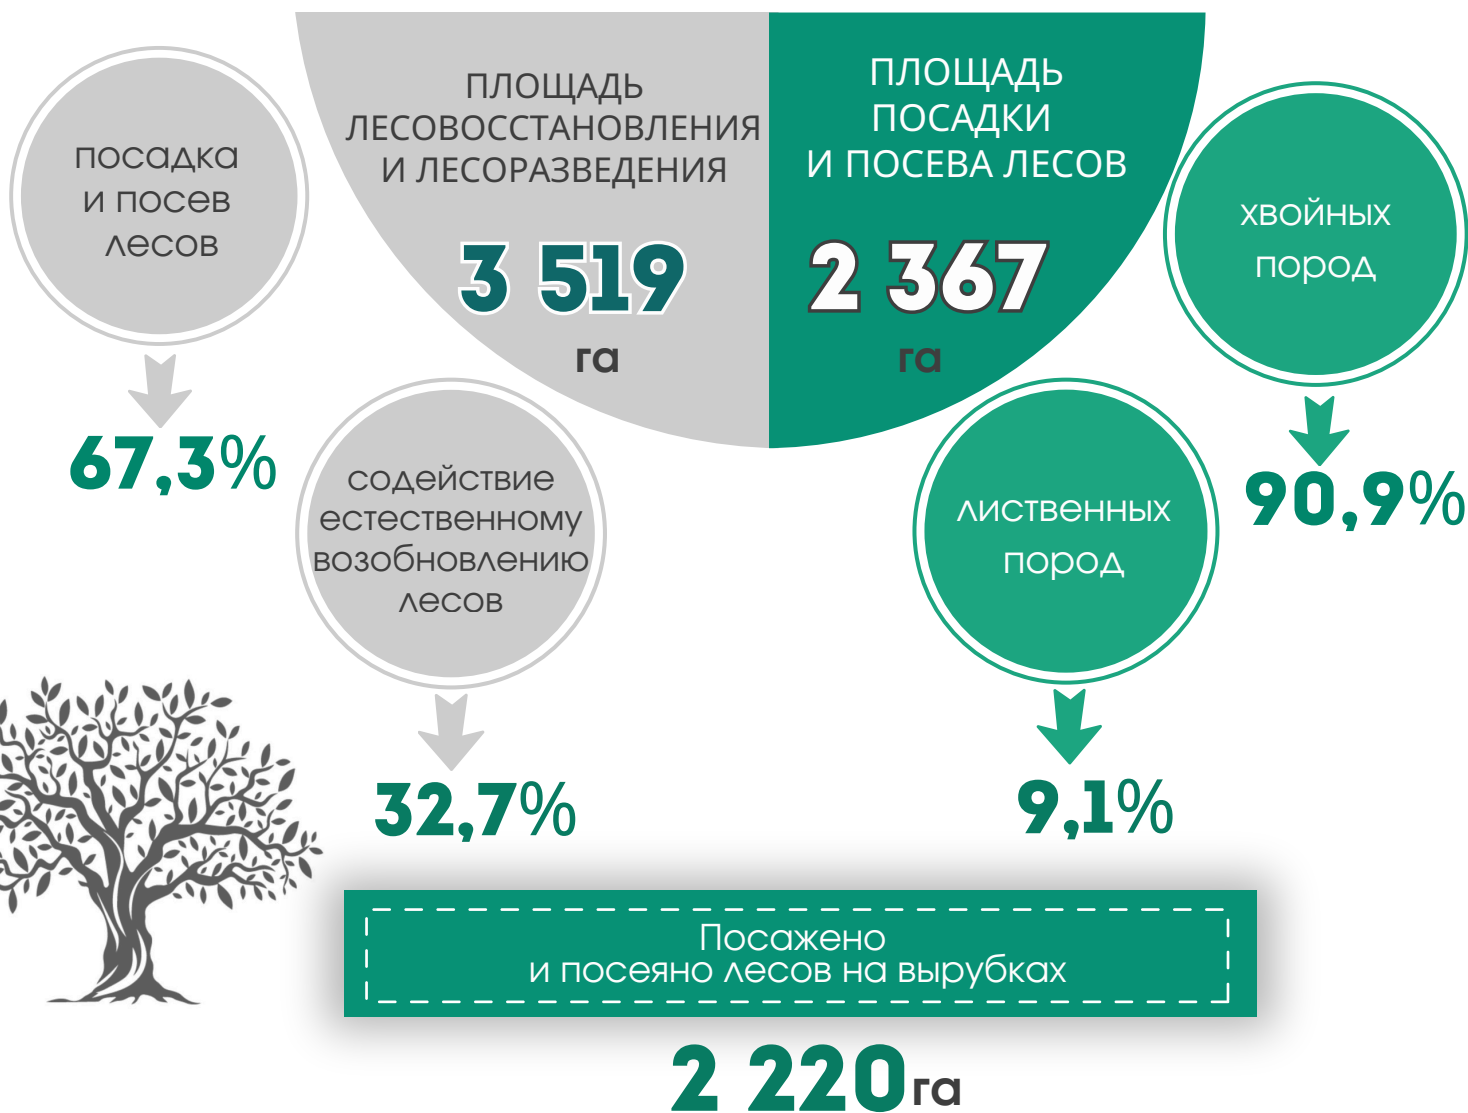 ПЛОЩАДЬ
ЛЕСОВОССТАНОВЛЕНИЯ
И ЛЕСОРАЗВЕДЕНИЯ
3 519
га
ПЛОЩАДЬ
ПОСАДКИ
И ПОСЕВА ЛЕСОВ
2 367
га
посадка
и посев
лесов
67,3%
содействие
естественному
возобновлению
лесов
32,7%
хвойных
пород
90,9%
лиственных
пород
9,1%
Посажено
и посеяно лесов на вырубках
2 220 га